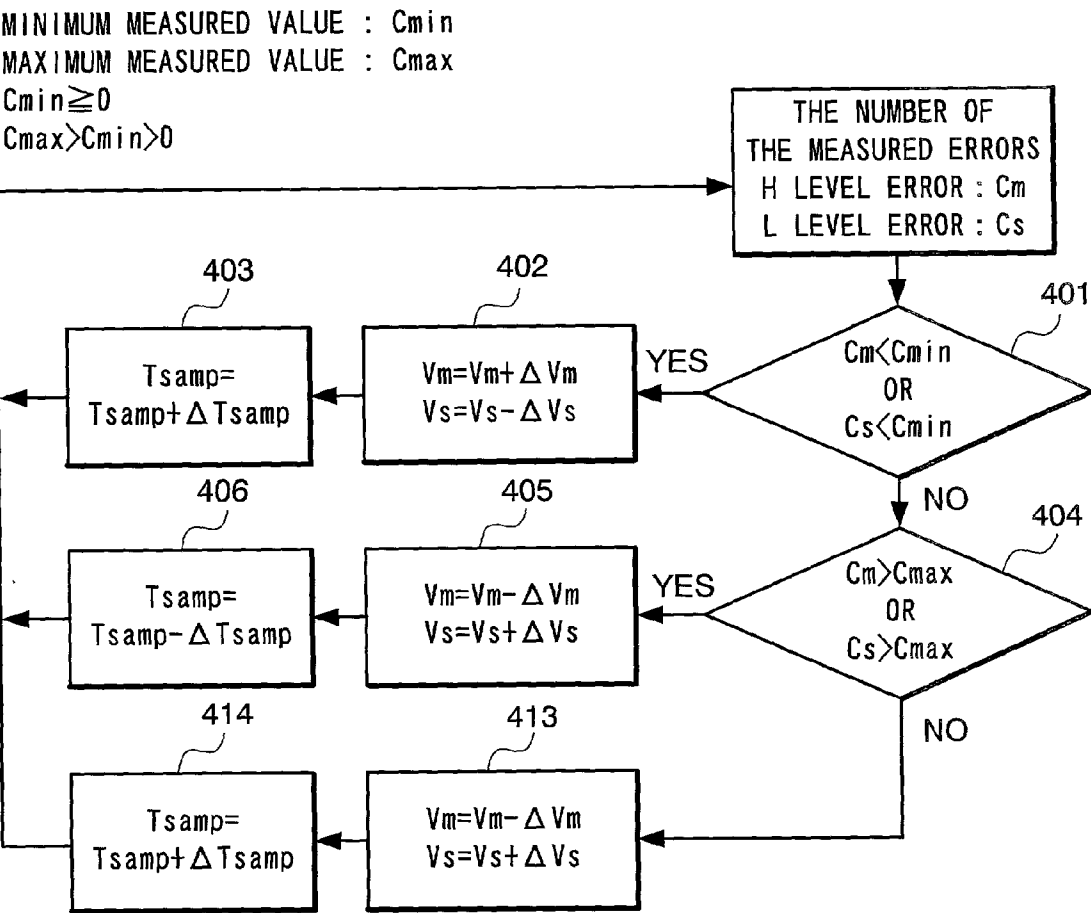 MINIMUM MEASURED VALUE : Cmin
MAXIMUM MEASURED VALUE : Cmax
Cmin≧0
Cmax>Cmin>0
THE NUMBER OF
THE MEASURED ERRORS
H LEVEL ERROR : Cm
L LEVEL ERROR : Cs
401
Cm<Cmin
OR
Cs<Cmin
YES
NO
402
Vm=Vm+ΔVm
Vs=Vs-ΔVs
403
Tsamp=
Tsamp+ΔTsamp
404
Cm>Cmax
OR
Cs>Cmax
YES
NO
405
Vm=Vm-ΔVm
Vs=Vs+ΔVs
406
Tsamp=
Tsamp-ΔTsamp
413
Vm=Vm-ΔVm
Vs=Vs+ΔVs
414
Tsamp=
Tsamp+ΔTsamp